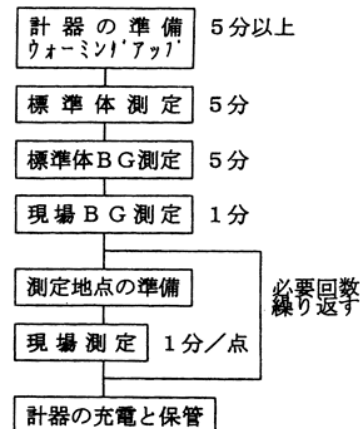 計器の準備 5分以上
ウォーミングアップ
標準体測定 5分
標準体BG測定 5分
現場BG測定 1分
測定地点の準備
必要回数
繰り返す
現場測定 1分/点
計器の充電と保管